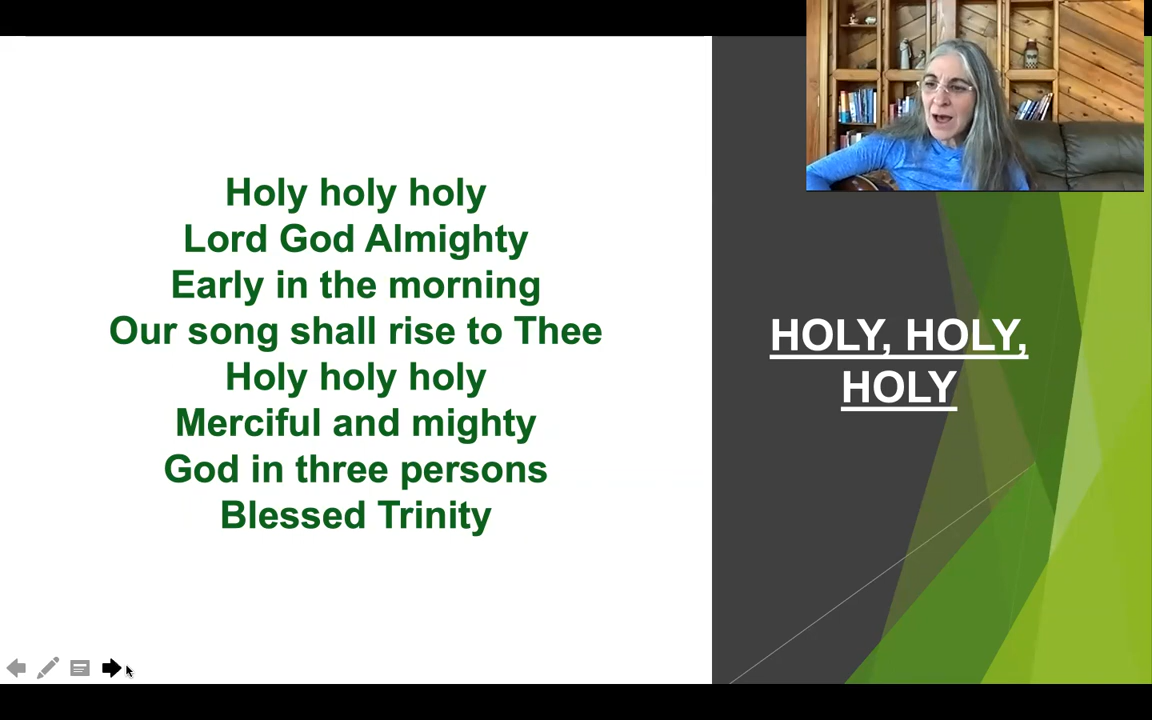 Holy holy holy
Lord God Almighty
Early in the morning
Our song shall rise to Thee
Holy holy holy
Merciful and mighty
God in three persons
Blessed Trinity
HOLY, HOLY,
HOLY